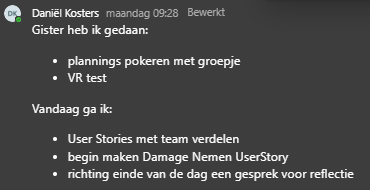 DK Daniël Kosters maandag 09:28 Bewerkt
Gister heb ik gedaan:
• plannings pokeren met groepje
• VR test
Vandaag ga ik:
• User Stories met team verdelen
• begin maken Damage Nemen UserStory
• richting einde van de dag een gesprek voor reflectie